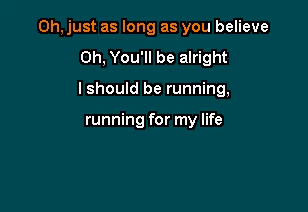 Oh, just as long as you believe
Oh, You'll be alright
I should be running,
running for my life